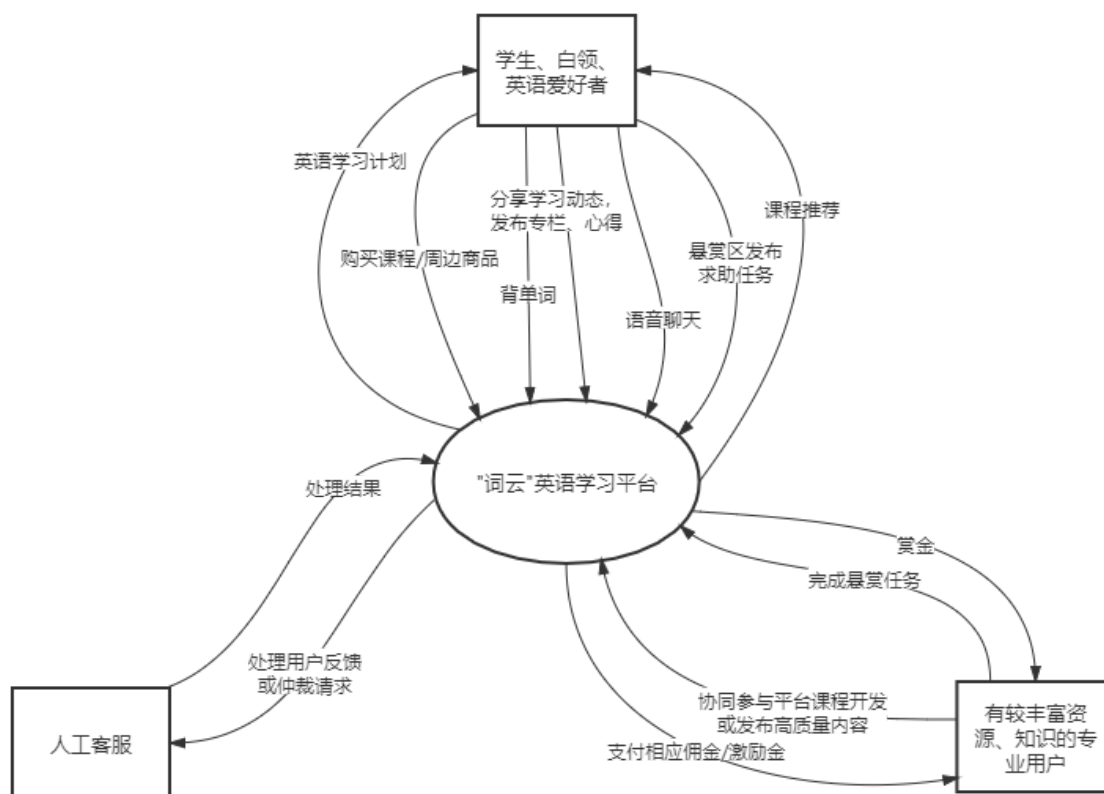 学生、白领、
英语爱好者
英语学习计划
分享学习动态，
发布专栏、心得
课程推荐
购买课程/周边商品
悬赏区发布
求助任务
背单词
语音聊天
"词云"英语学习平台
处理结果
赏金
完成悬赏任务
处理用户反馈
或仲裁请求
协同参与平台课程开发
或发布高质量内容
支付相应佣金/激励金
人工客服
有较丰富资
源、知识的专
业用户